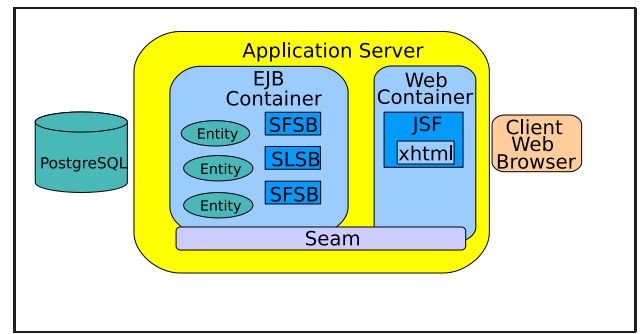 Application Server
EJB
Container
Web
Container
SFSB
JSF
Entity
xhtml
SLSB
Entity
SFSB
Entity
Seam
PostgreSQL
Client
Web
Browser